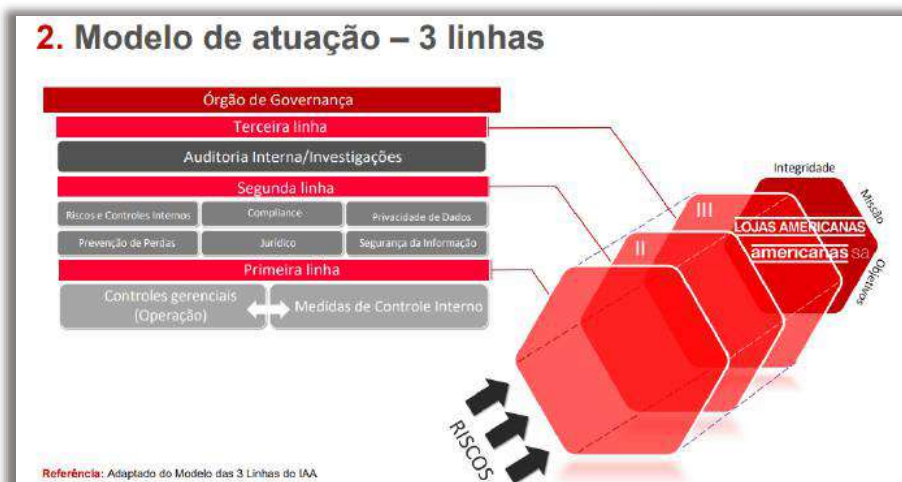 2. Modelo de atuação – 3 linhas
Órgão de Governança
Terceira linha
Auditoria Interna/Investigações
Segunda linha
Riscos e Controles Internos
Compliance
Privacidade de Dados
Prevenção de Perdas
Jurídico
Segurança da Informação
Primeira linha
Controles gerenciais
(Operação)
Medidas de Controle Interno
Integridade
Missão
Objetivos
III
II
LOJAS AMERICANAS
americanas sa
RISCOS
Referência: Adaptado do Modelo das 3 Linhas do IAA